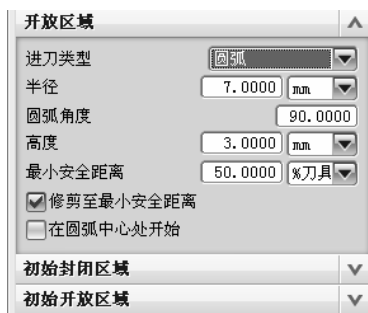 开放区域
进刀类型 圆弧
半径 7.0000 mm
圆弧角度 90.0000
高度 3.0000 mm
最小安全距离 50.0000 %刀具
修剪至最小安全距离
在圆弧中心处开始
初始封闭区域
初始开放区域